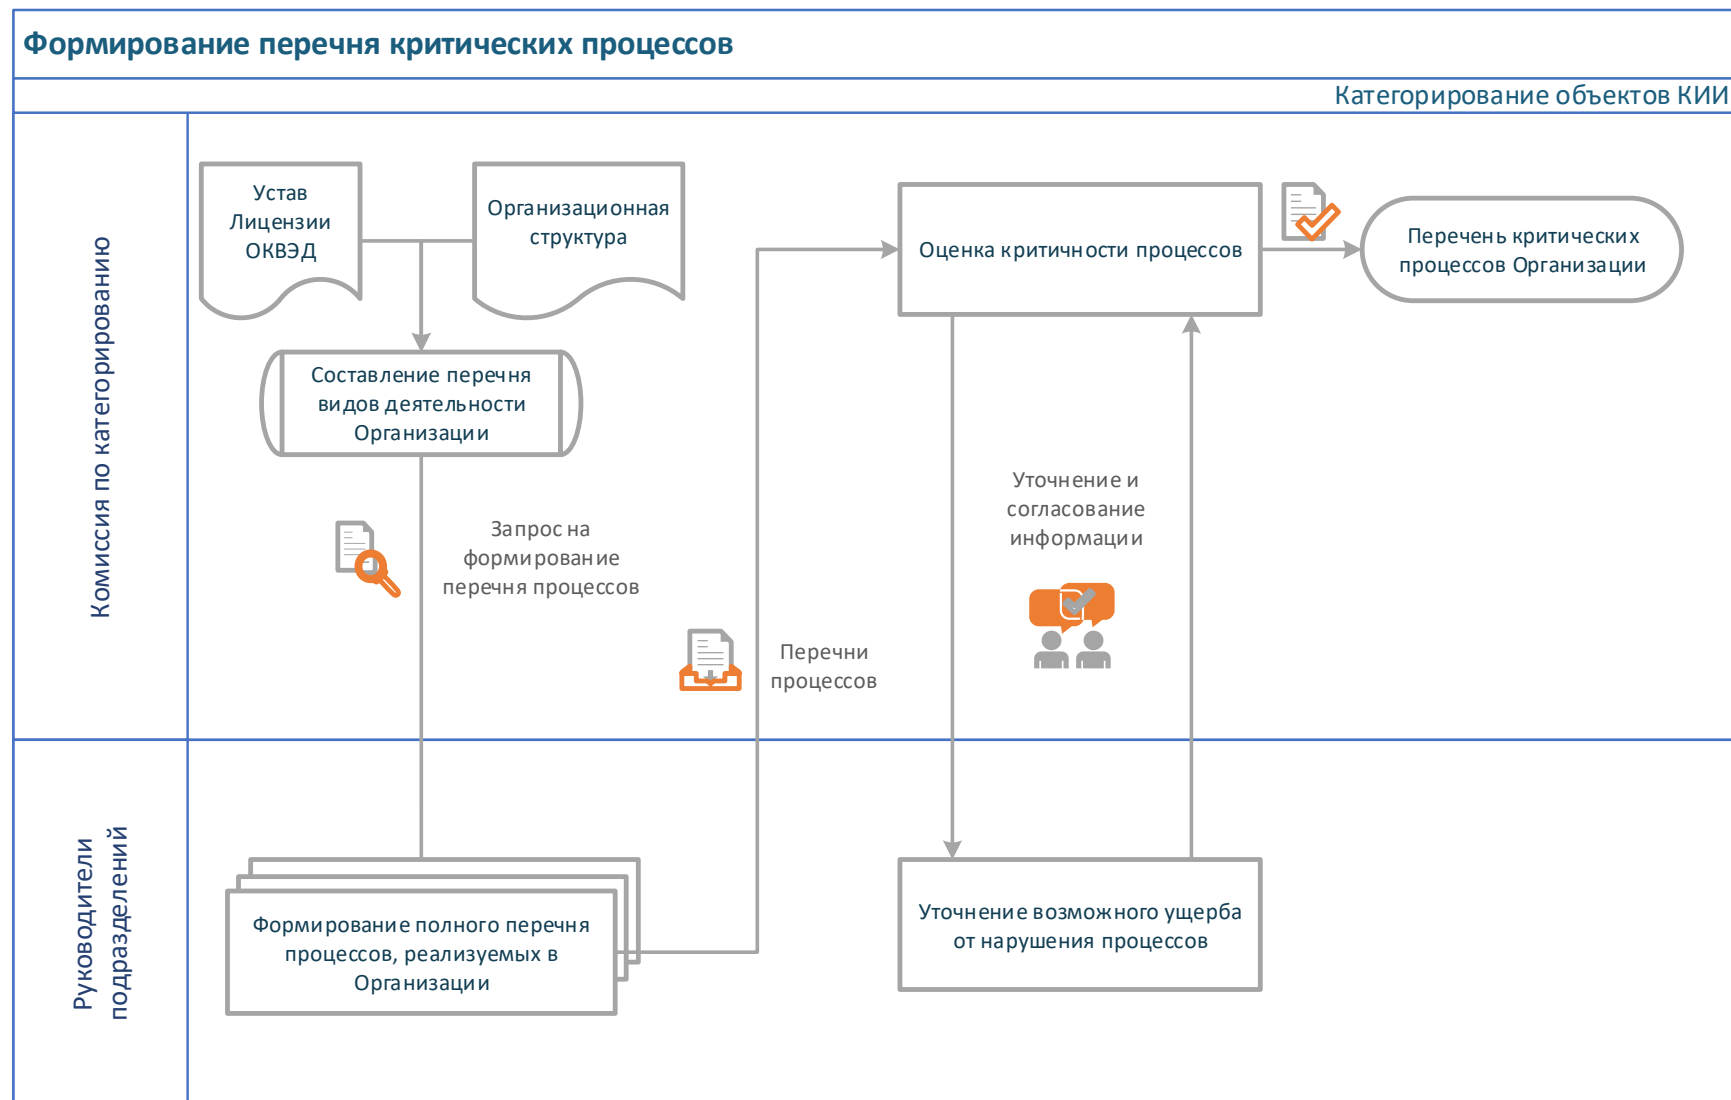 Формирование перечня критических процессов
Категорирование объектов КИИ
Комиссия по категорированию
Устав
Лицензии
ОКВЭД
Организационная
структура
Составление перечня
видов деятельности
Организации
Запрос на
формирование
перечня процессов
Перечни
процессов
Оценка критичности процессов
Перечень критических
процессов Организации
Уточнение и
согласование
информации
Руководители
подразделений
Формирование полного перечня
процессов, реализуемых в
Организации
Уточнение возможного ущерба
от нарушения процессов